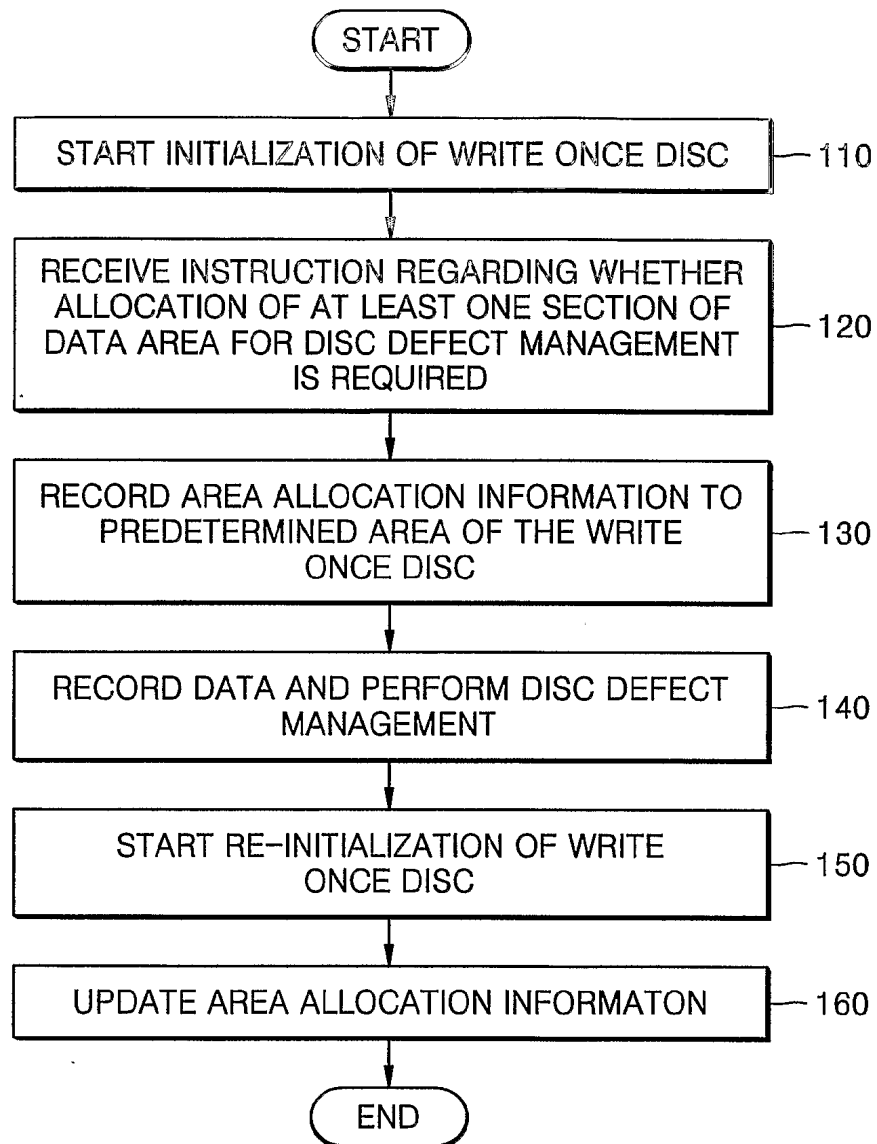 START
START INITIALIZATION OF WRITE ONCE DISC
110
RECEIVE INSTRUCTION REGARDING WHETHER
ALLOCATION OF AT LEAST ONE SECTION OF
DATA AREA FOR DISC DEFECT MANAGEMENT
IS REQUIRED
120
RECORD AREA ALLOCATION INFORMATION TO
PREDETERMINED AREA OF THE WRITE
ONCE DISC
130
RECORD DATA AND PERFORM DISC DEFECT
MANAGEMENT
140
START RE-INITIALIZATION OF WRITE
ONCE DISC
150
UPDATE AREA ALLOCATION INFORMATON
160
END